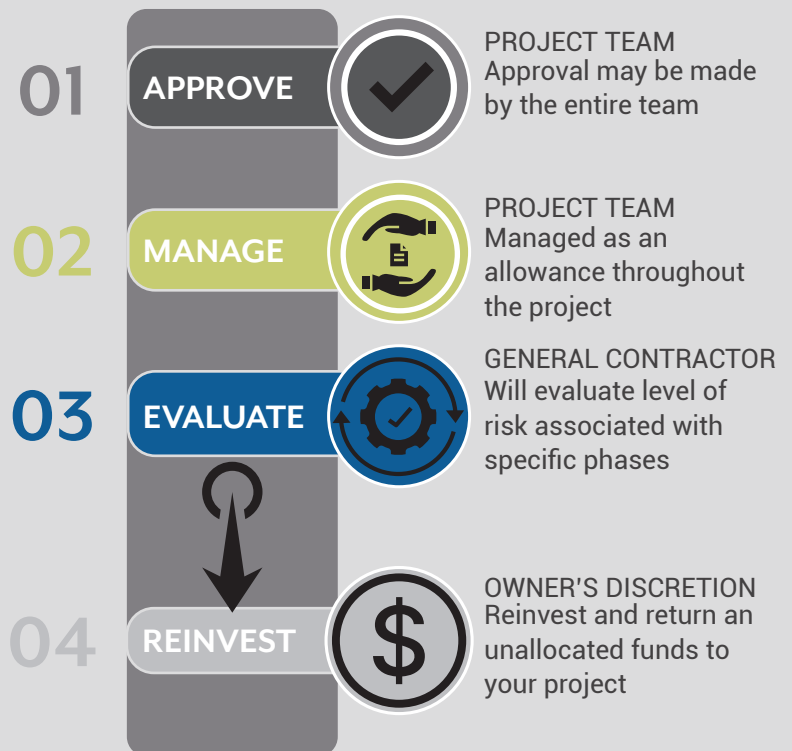 01
APPROVE
PROJECT TEAM
Approval may be made
by the entire team
02
MANAGE
PROJECT TEAM
Managed as an
allowance throughout
the project
03
EVALUATE
GENERAL CONTRACTOR
Will evaluate level of
risk associated with
specific phases
04
REINVEST
$
OWNER'S DISCRETION
Reinvest and return an
unallocated funds to
your project